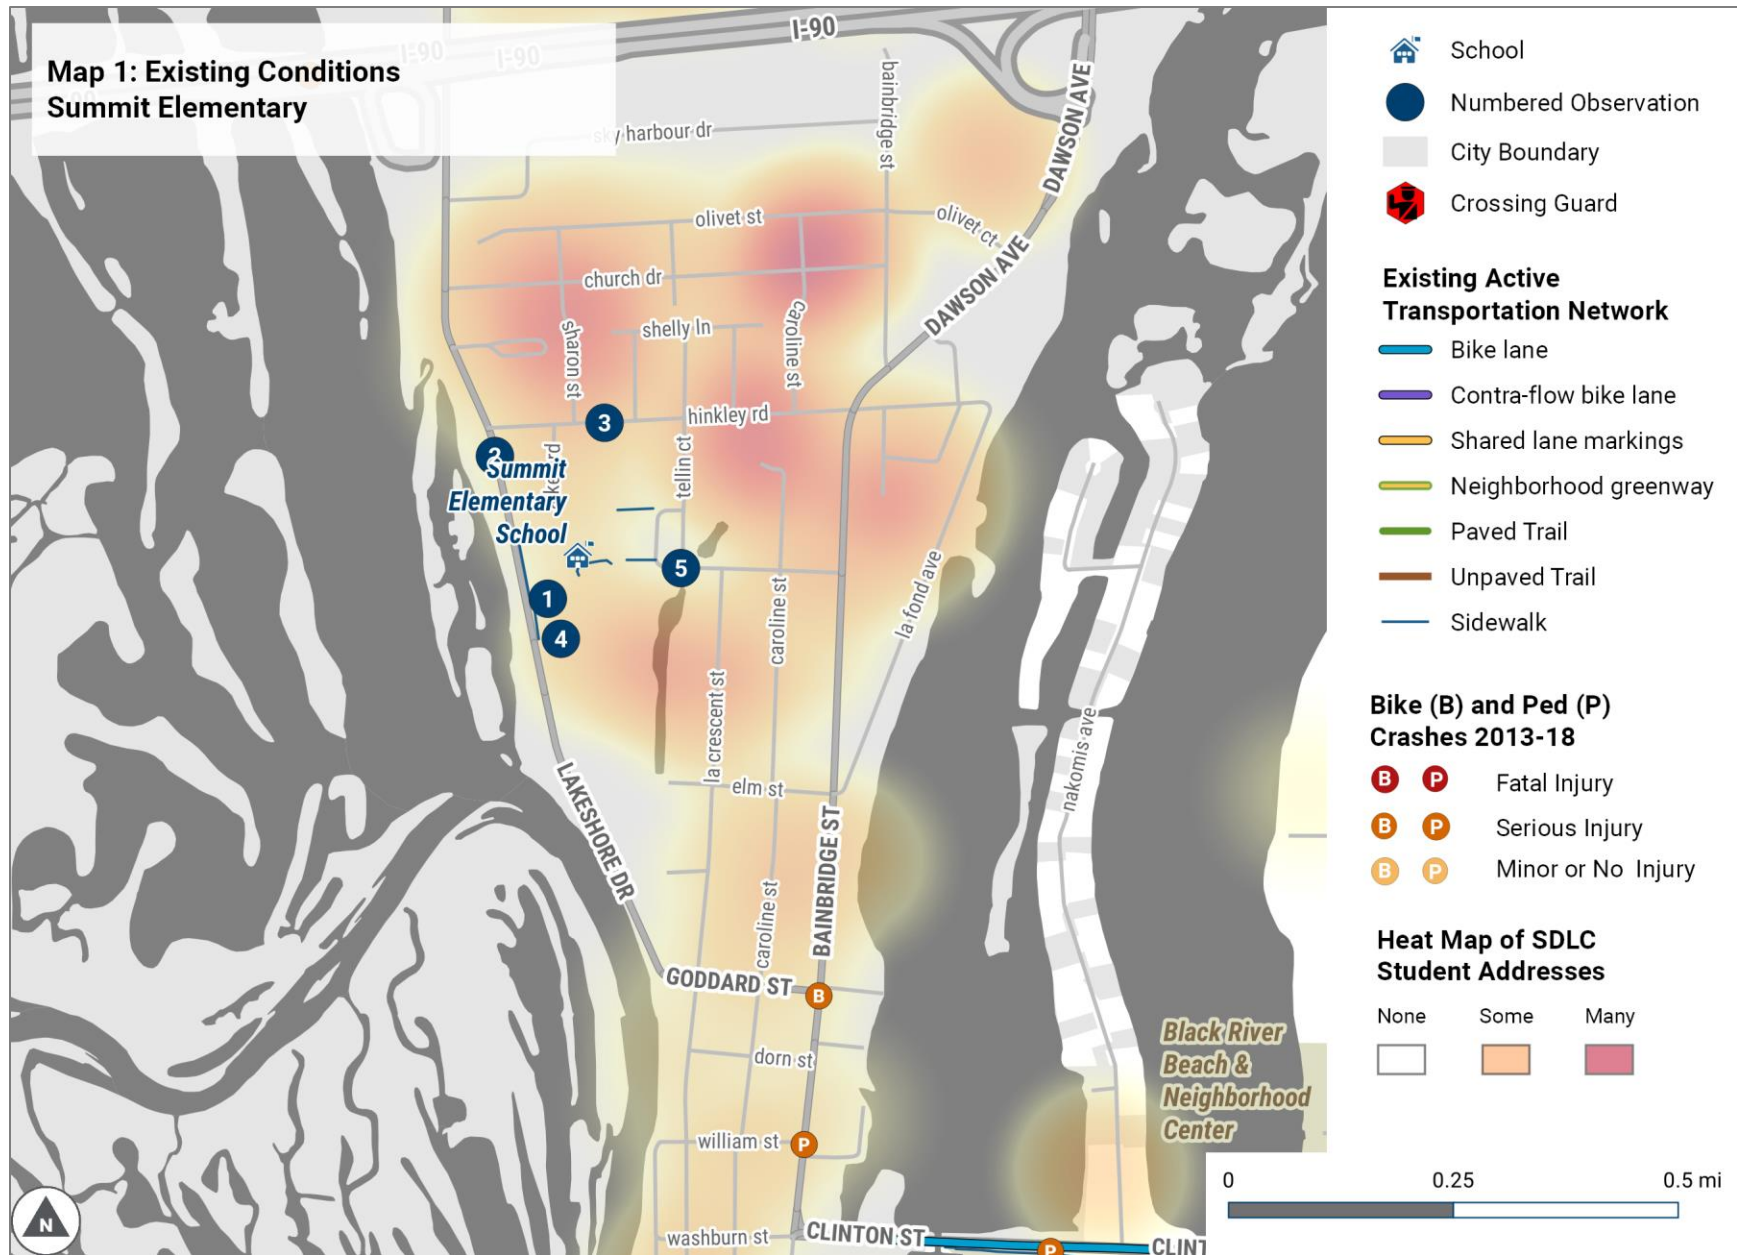 Map 1: Existing Conditions
Summit Elementary
I-90
I-90
I-90
sky harbour dr
bainbridge st
DAWSON AVE
olivet st
olivet ct
church dr
DAWSON AVE
shelly ln
sharon st
caroline st
hinkley rd
3
2
tellin ct
Summit
Elementary
School
5
1
4
caroline st
la fond ave
la crescent st
nakomis ave
elm st
LAKESHORE DR
BAINBRIDGE ST
caroline st
GODDARD ST
B
dorn st
Black River
Beach &
Neighborhood
Center
william st
P
washburn st
CLINTON ST
P
CLINT
N
School
Numbered Observation
City Boundary
Crossing Guard
Existing Active
Transportation Network
Bike lane
Contra-flow bike lane
Shared lane markings
Neighborhood greenway
Paved Trail
Unpaved Trail
Sidewalk
Bike (B) and Ped (P)
Crashes 2013-18
B P Fatal Injury
B P Serious Injury
B P Minor or No Injury
Heat Map of SDLC
Student Addresses
None Some Many
0 0.25 0.5 mi